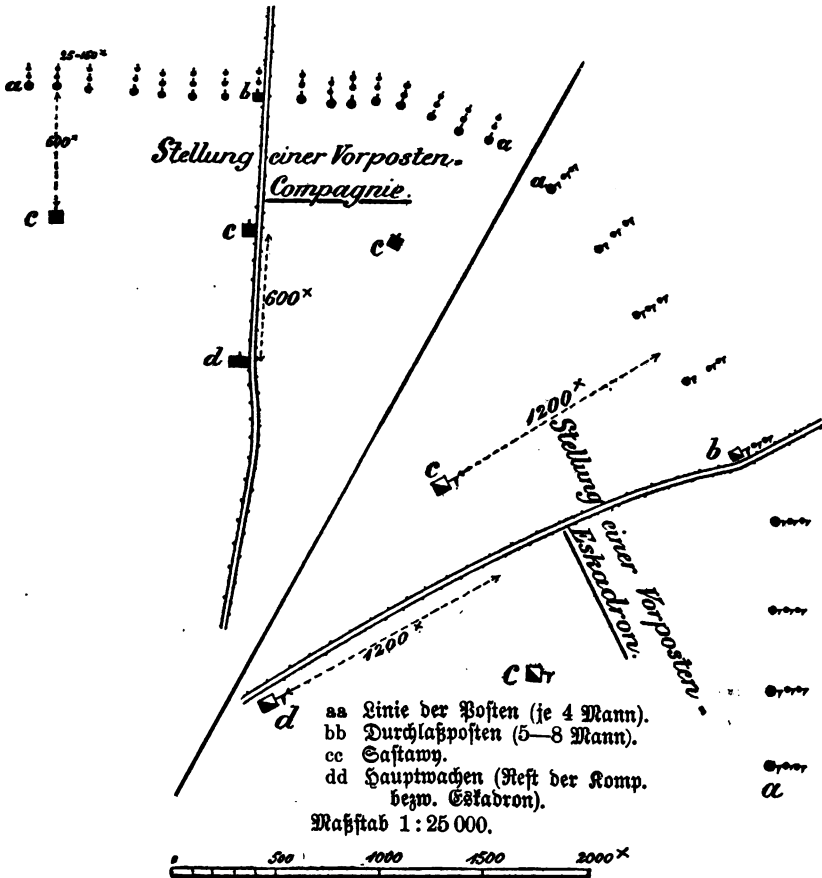 25-150×
a
b
a
600×
Stellung einer Vorposten-
Compagnie.
c
c
c
600×
d
a
1200×
c
b
Stellung einer Vorposten-
Eskadron.
1200×
c
d
a
aa Linie der Posten (je 4 Mann).
bb Durchlaßposten (5—8 Mann).
cc Sastawy.
dd Hauptwachen (Rest der Komp.
bezw. Eskadron).
Maßstab 1:25 000.
0 500 1000 1500 2000×